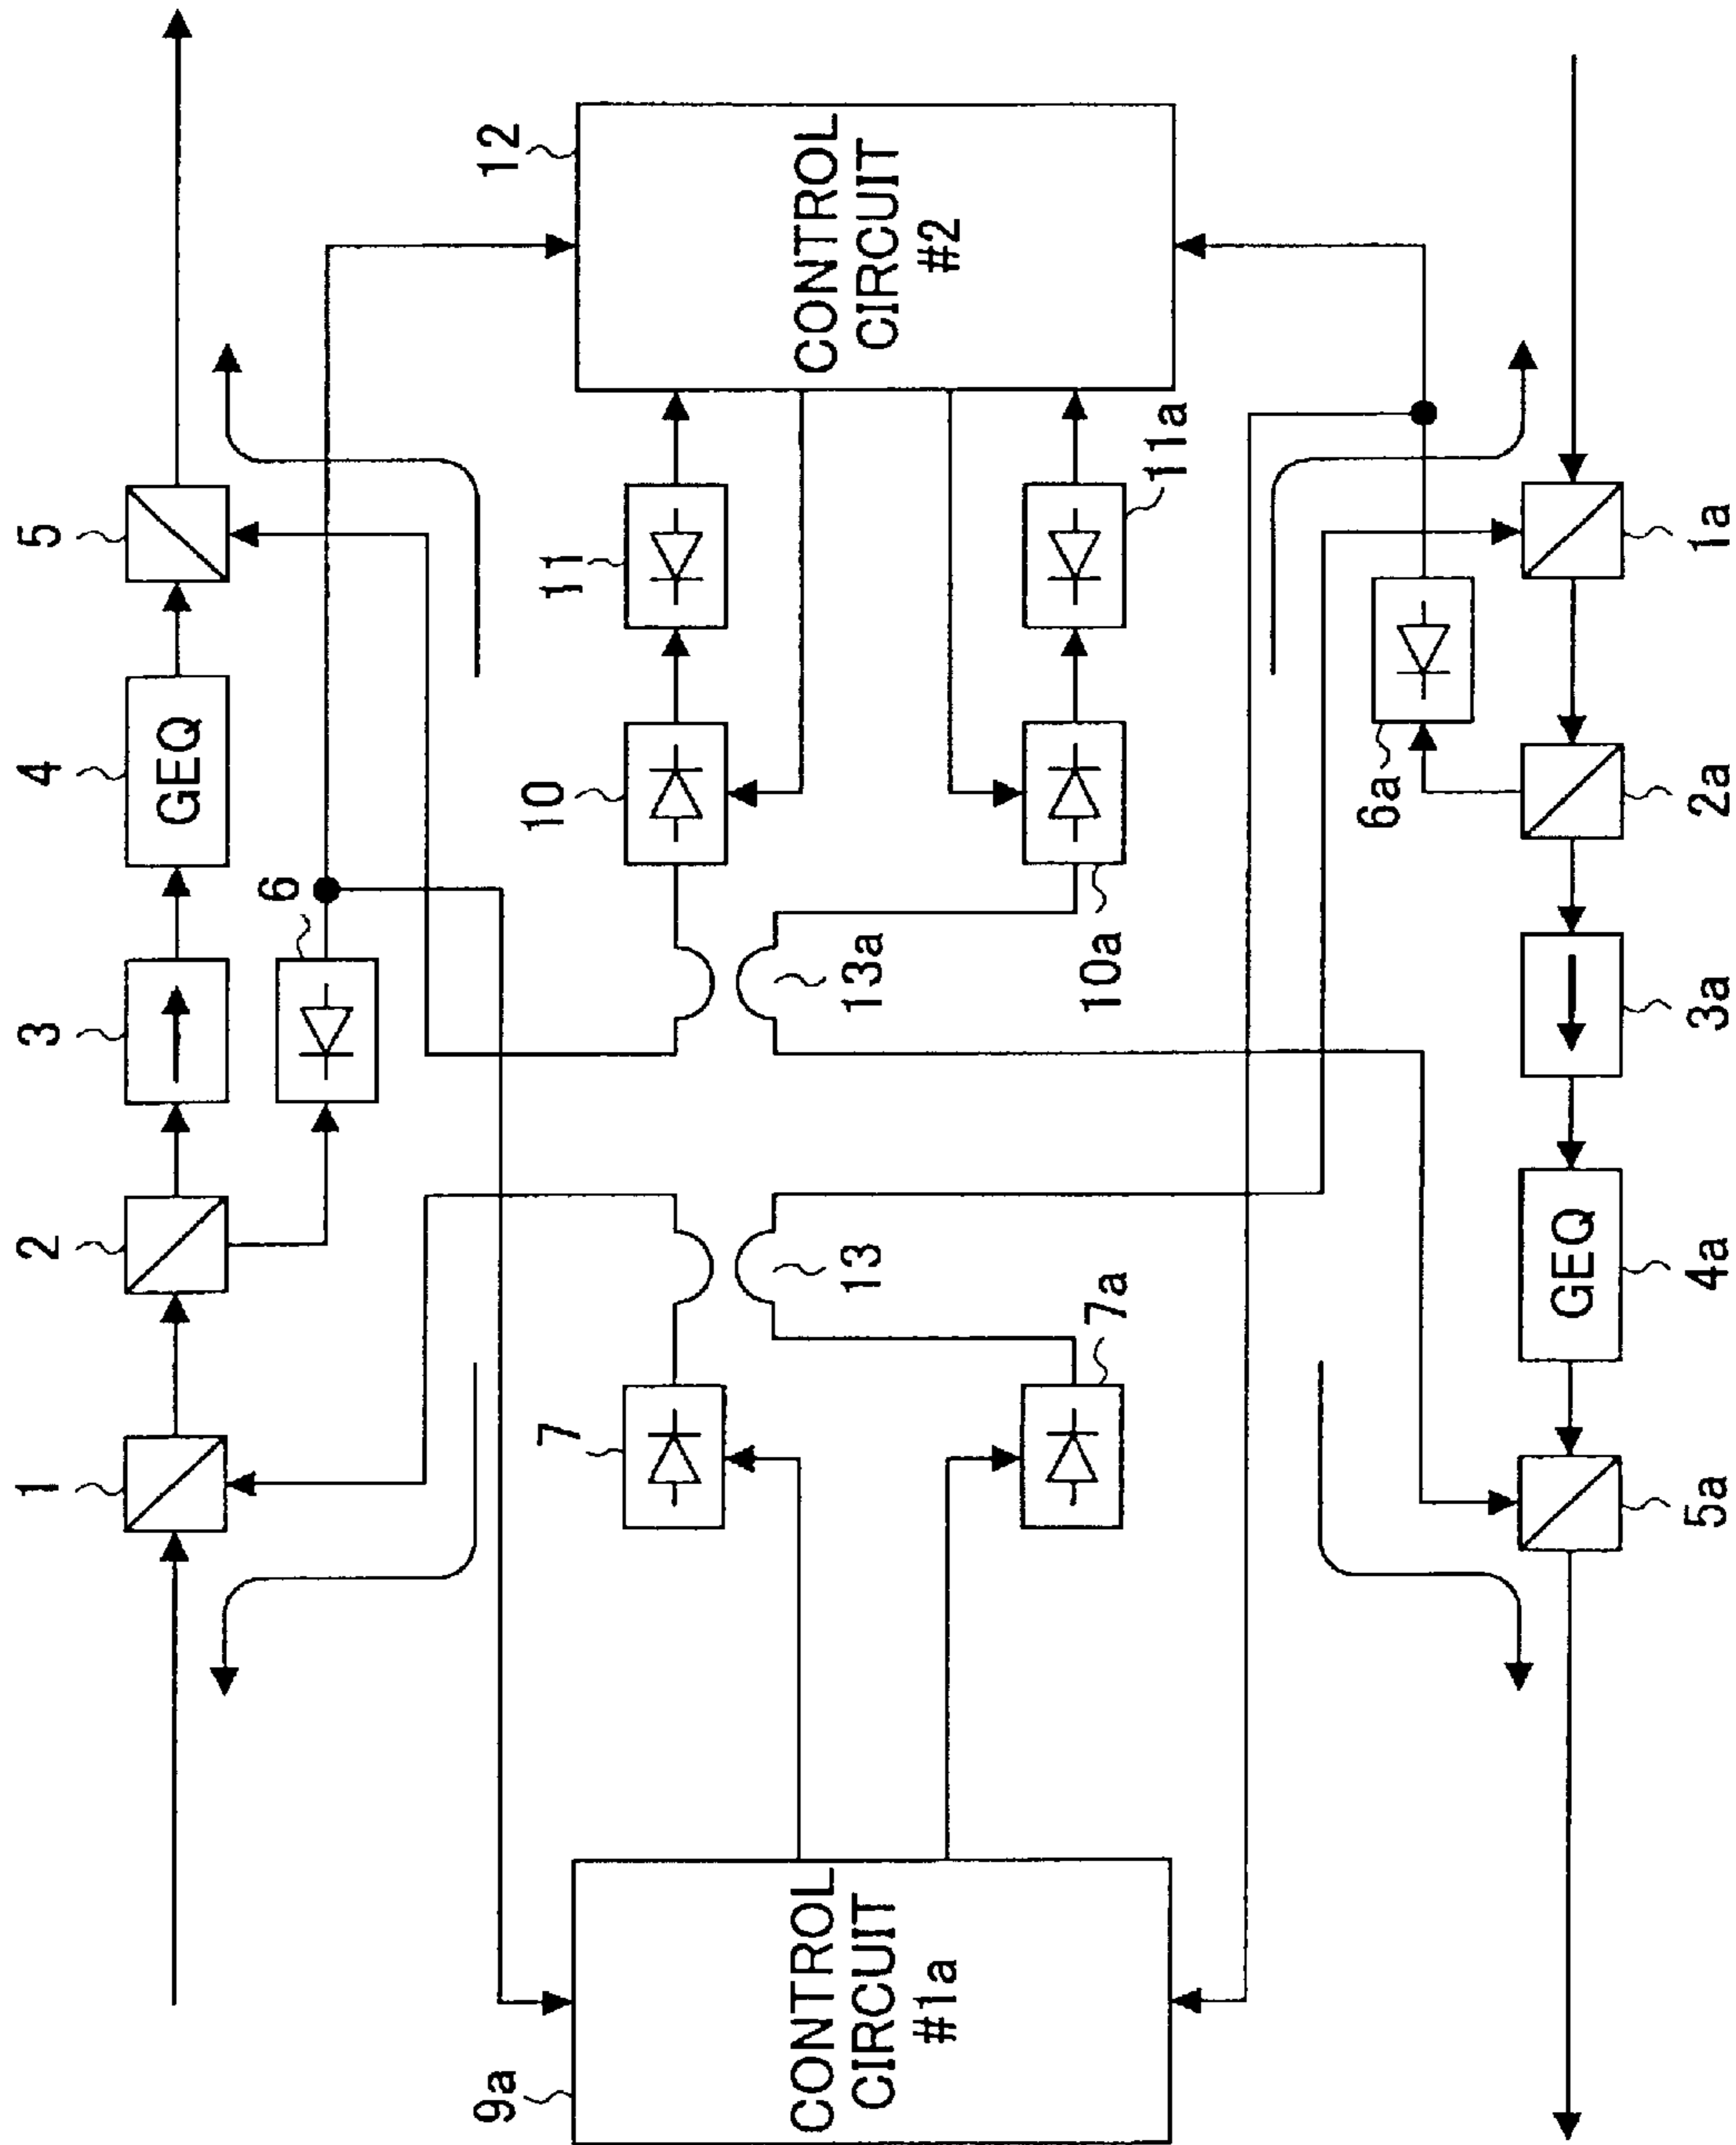 1
2
3
4
5
GEQ
6
9a
12
7
10
11
CONTROL
CIRCUIT
#1a
CONTROL
CIRCUIT
#2
13
13a
7a
10a
11a
6a
GEQ
5a
4a
3a
2a
1a